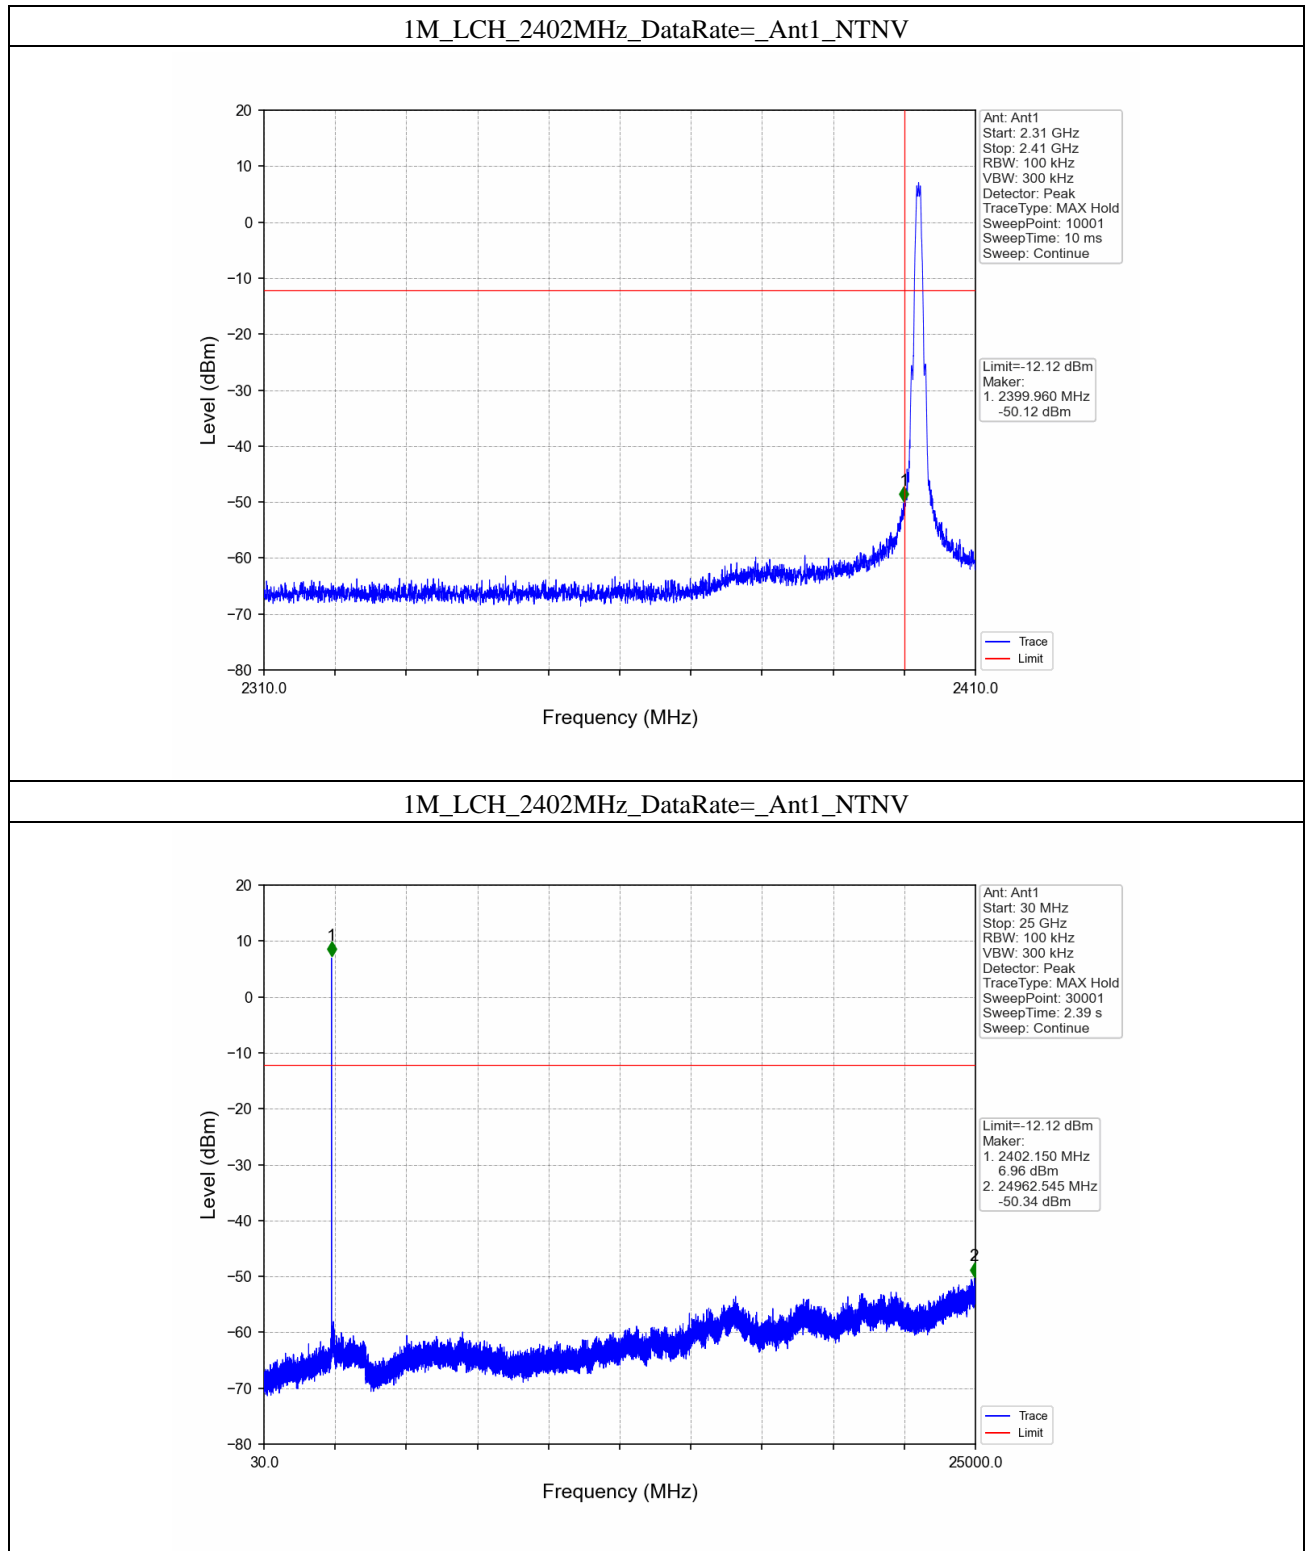 1M_LCH_2402MHz_DataRate=_Ant1_NTNV
20
10
0
−10
−20
−30
−40
−50
−60
−70
−80
Level (dBm)
1
2310.0
2410.0
Frequency (MHz)
Ant: Ant1
Start: 2.31 GHz
Stop: 2.41 GHz
RBW: 100 kHz
VBW: 300 kHz
Detector: Peak
TraceType: MAX Hold
SweepPoint: 10001
SweepTime: 10 ms
Sweep: Continue
Limit=-12.12 dBm
Maker:
1. 2399.960 MHz
-50.12 dBm
Trace
Limit
1M_LCH_2402MHz_DataRate=_Ant1_NTNV
20
10
0
−10
−20
−30
−40
−50
−60
−70
−80
Level (dBm)
1
2
30.0
25000.0
Frequency (MHz)
Ant: Ant1
Start: 30 MHz
Stop: 25 GHz
RBW: 100 kHz
VBW: 300 kHz
Detector: Peak
TraceType: MAX Hold
SweepPoint: 30001
SweepTime: 2.39 s
Sweep: Continue
Limit=-12.12 dBm
Maker:
1. 2402.150 MHz
6.96 dBm
2. 24962.545 MHz
-50.34 dBm
Trace
Limit